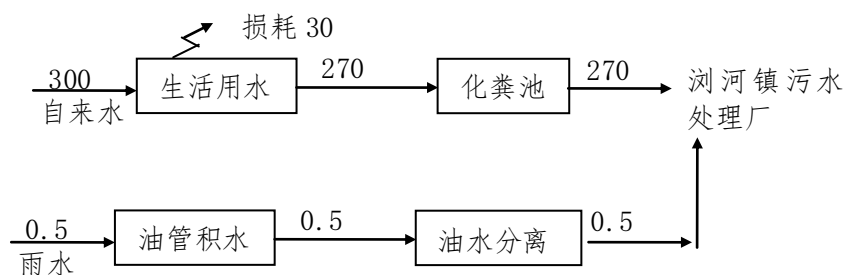 损耗 30
300
自来水
生活用水
270
化粪池
270
浏河镇污水
处理厂
0.5
雨水
油管积水
0.5
油水分离
0.5